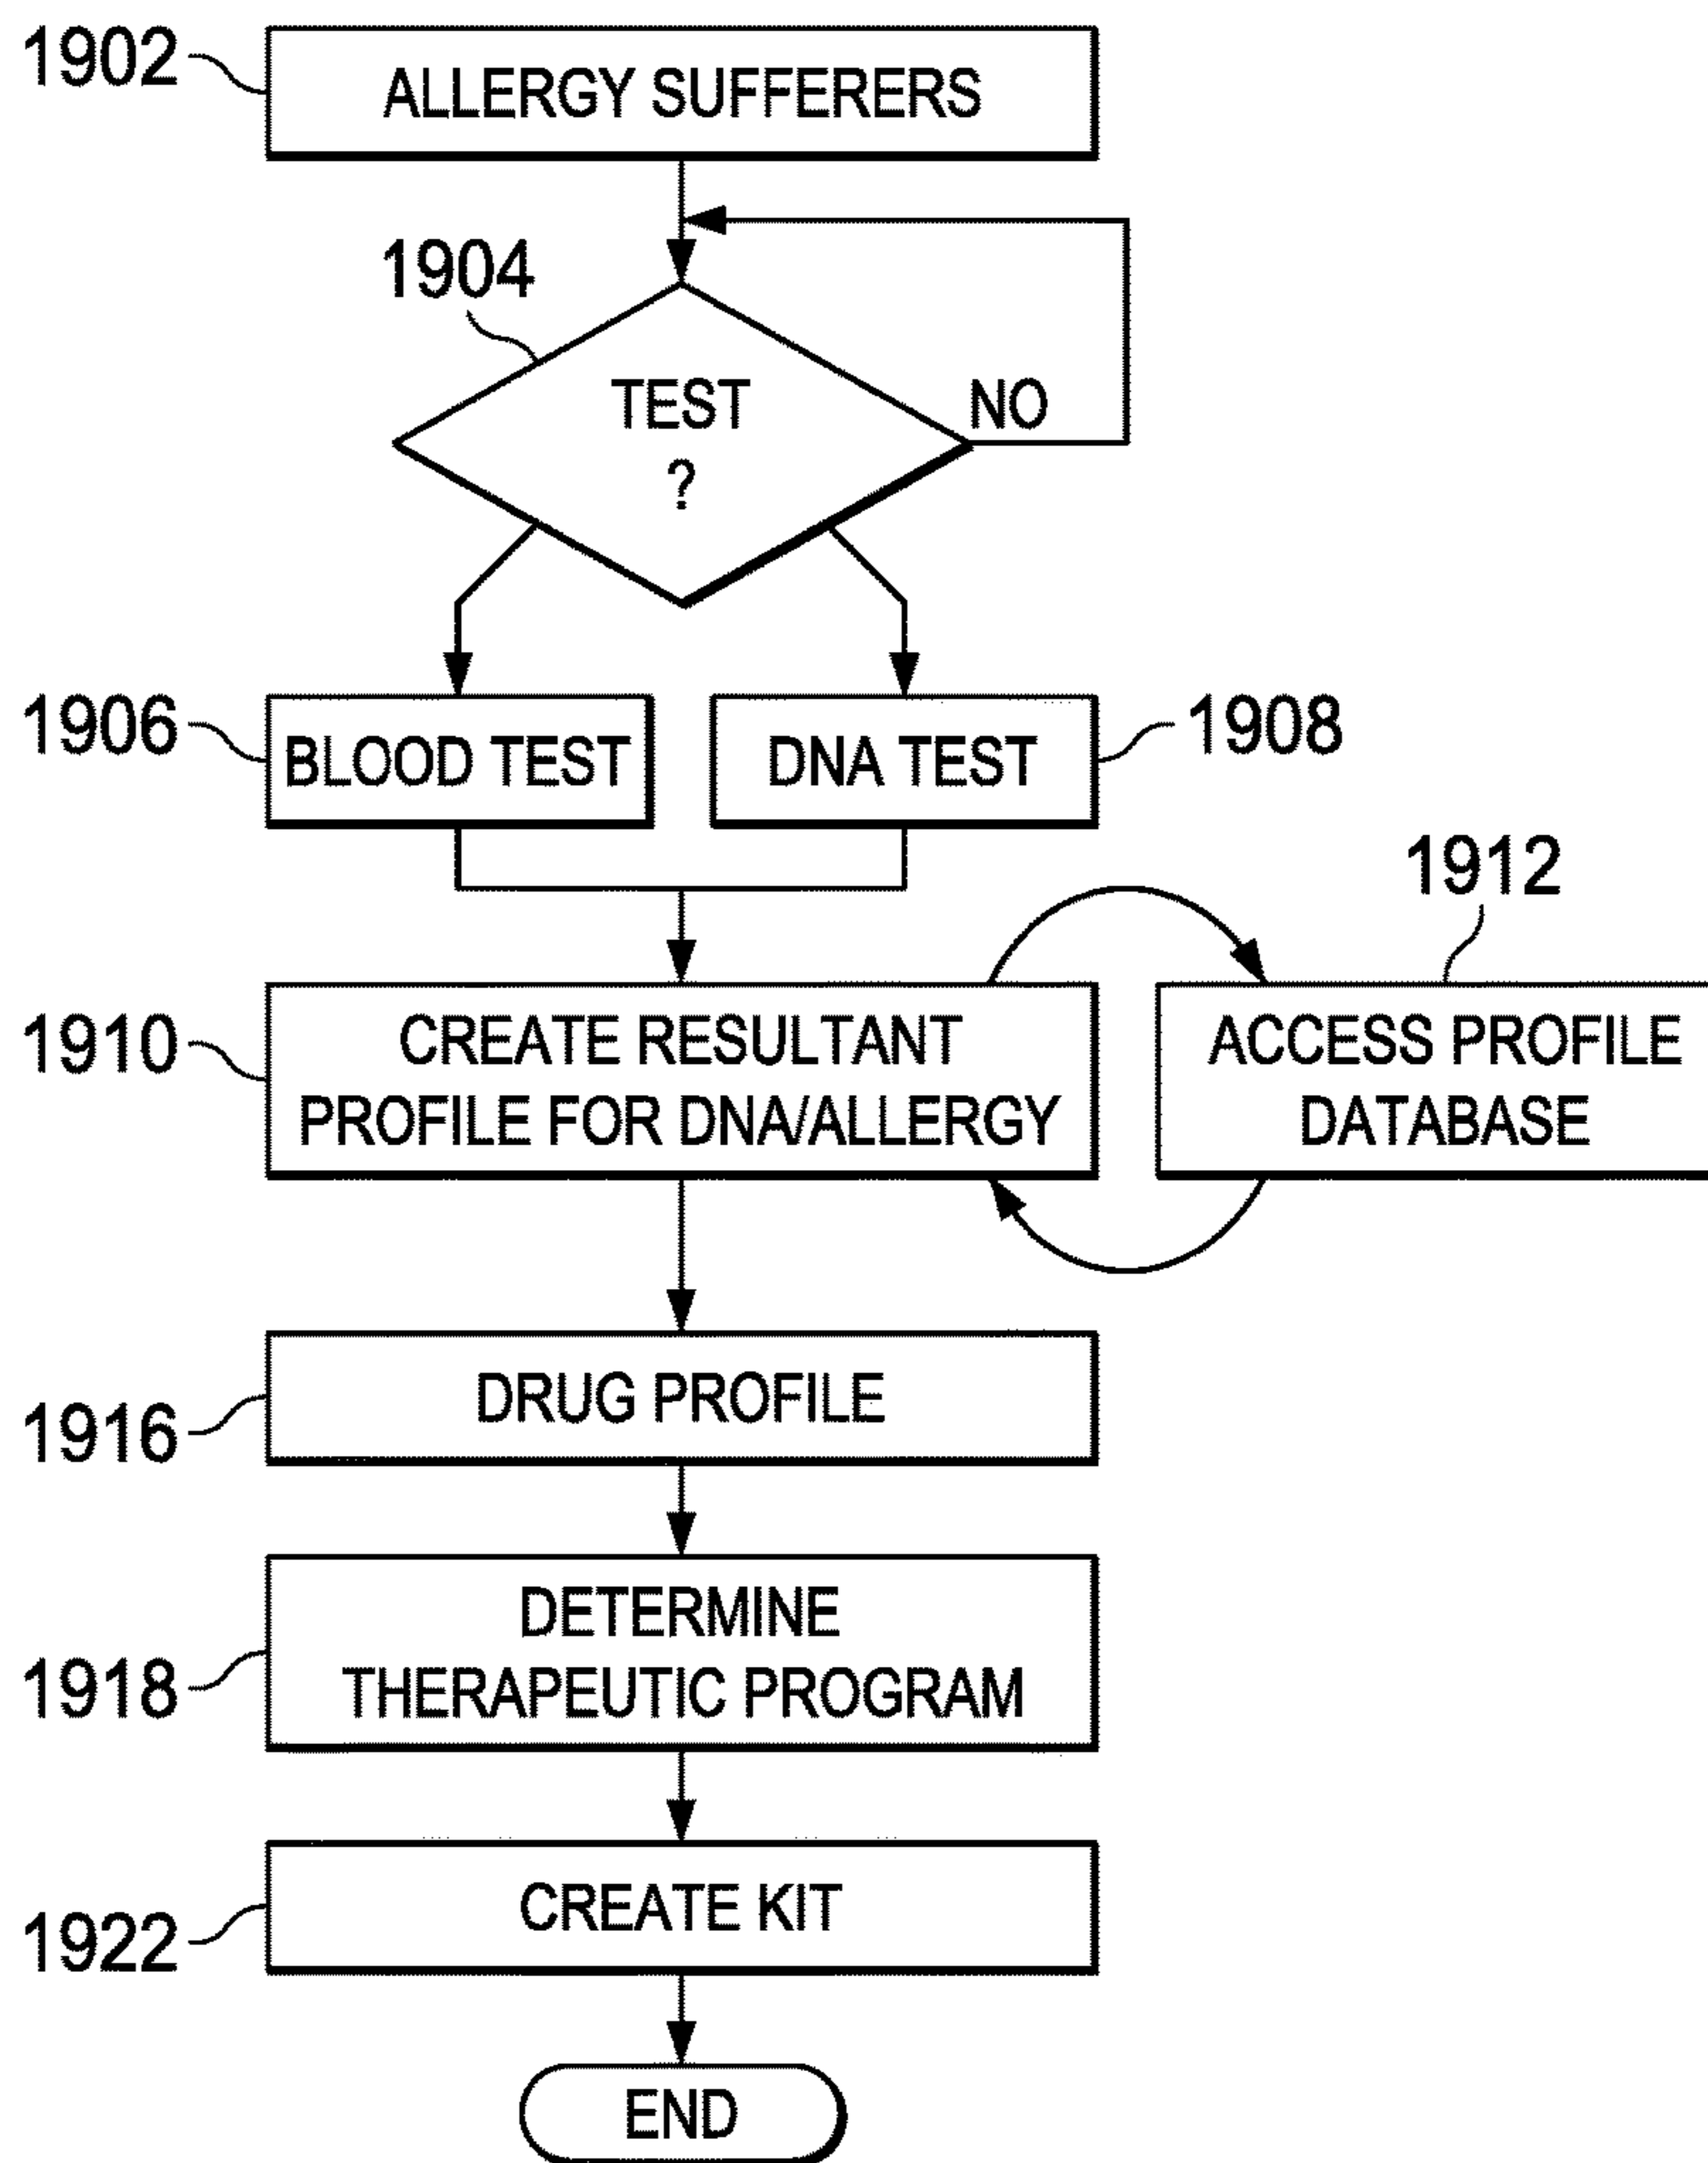 1902
ALLERGY SUFFERERS
1904
TEST
?
NO
1906
BLOOD TEST
DNA TEST
1908
1912
1910
CREATE RESULTANT
PROFILE FOR DNA/ALLERGY
ACCESS PROFILE
DATABASE
DRUG PROFILE
1916
DETERMINE
THERAPEUTIC PROGRAM
1918
CREATE KIT
1922
END